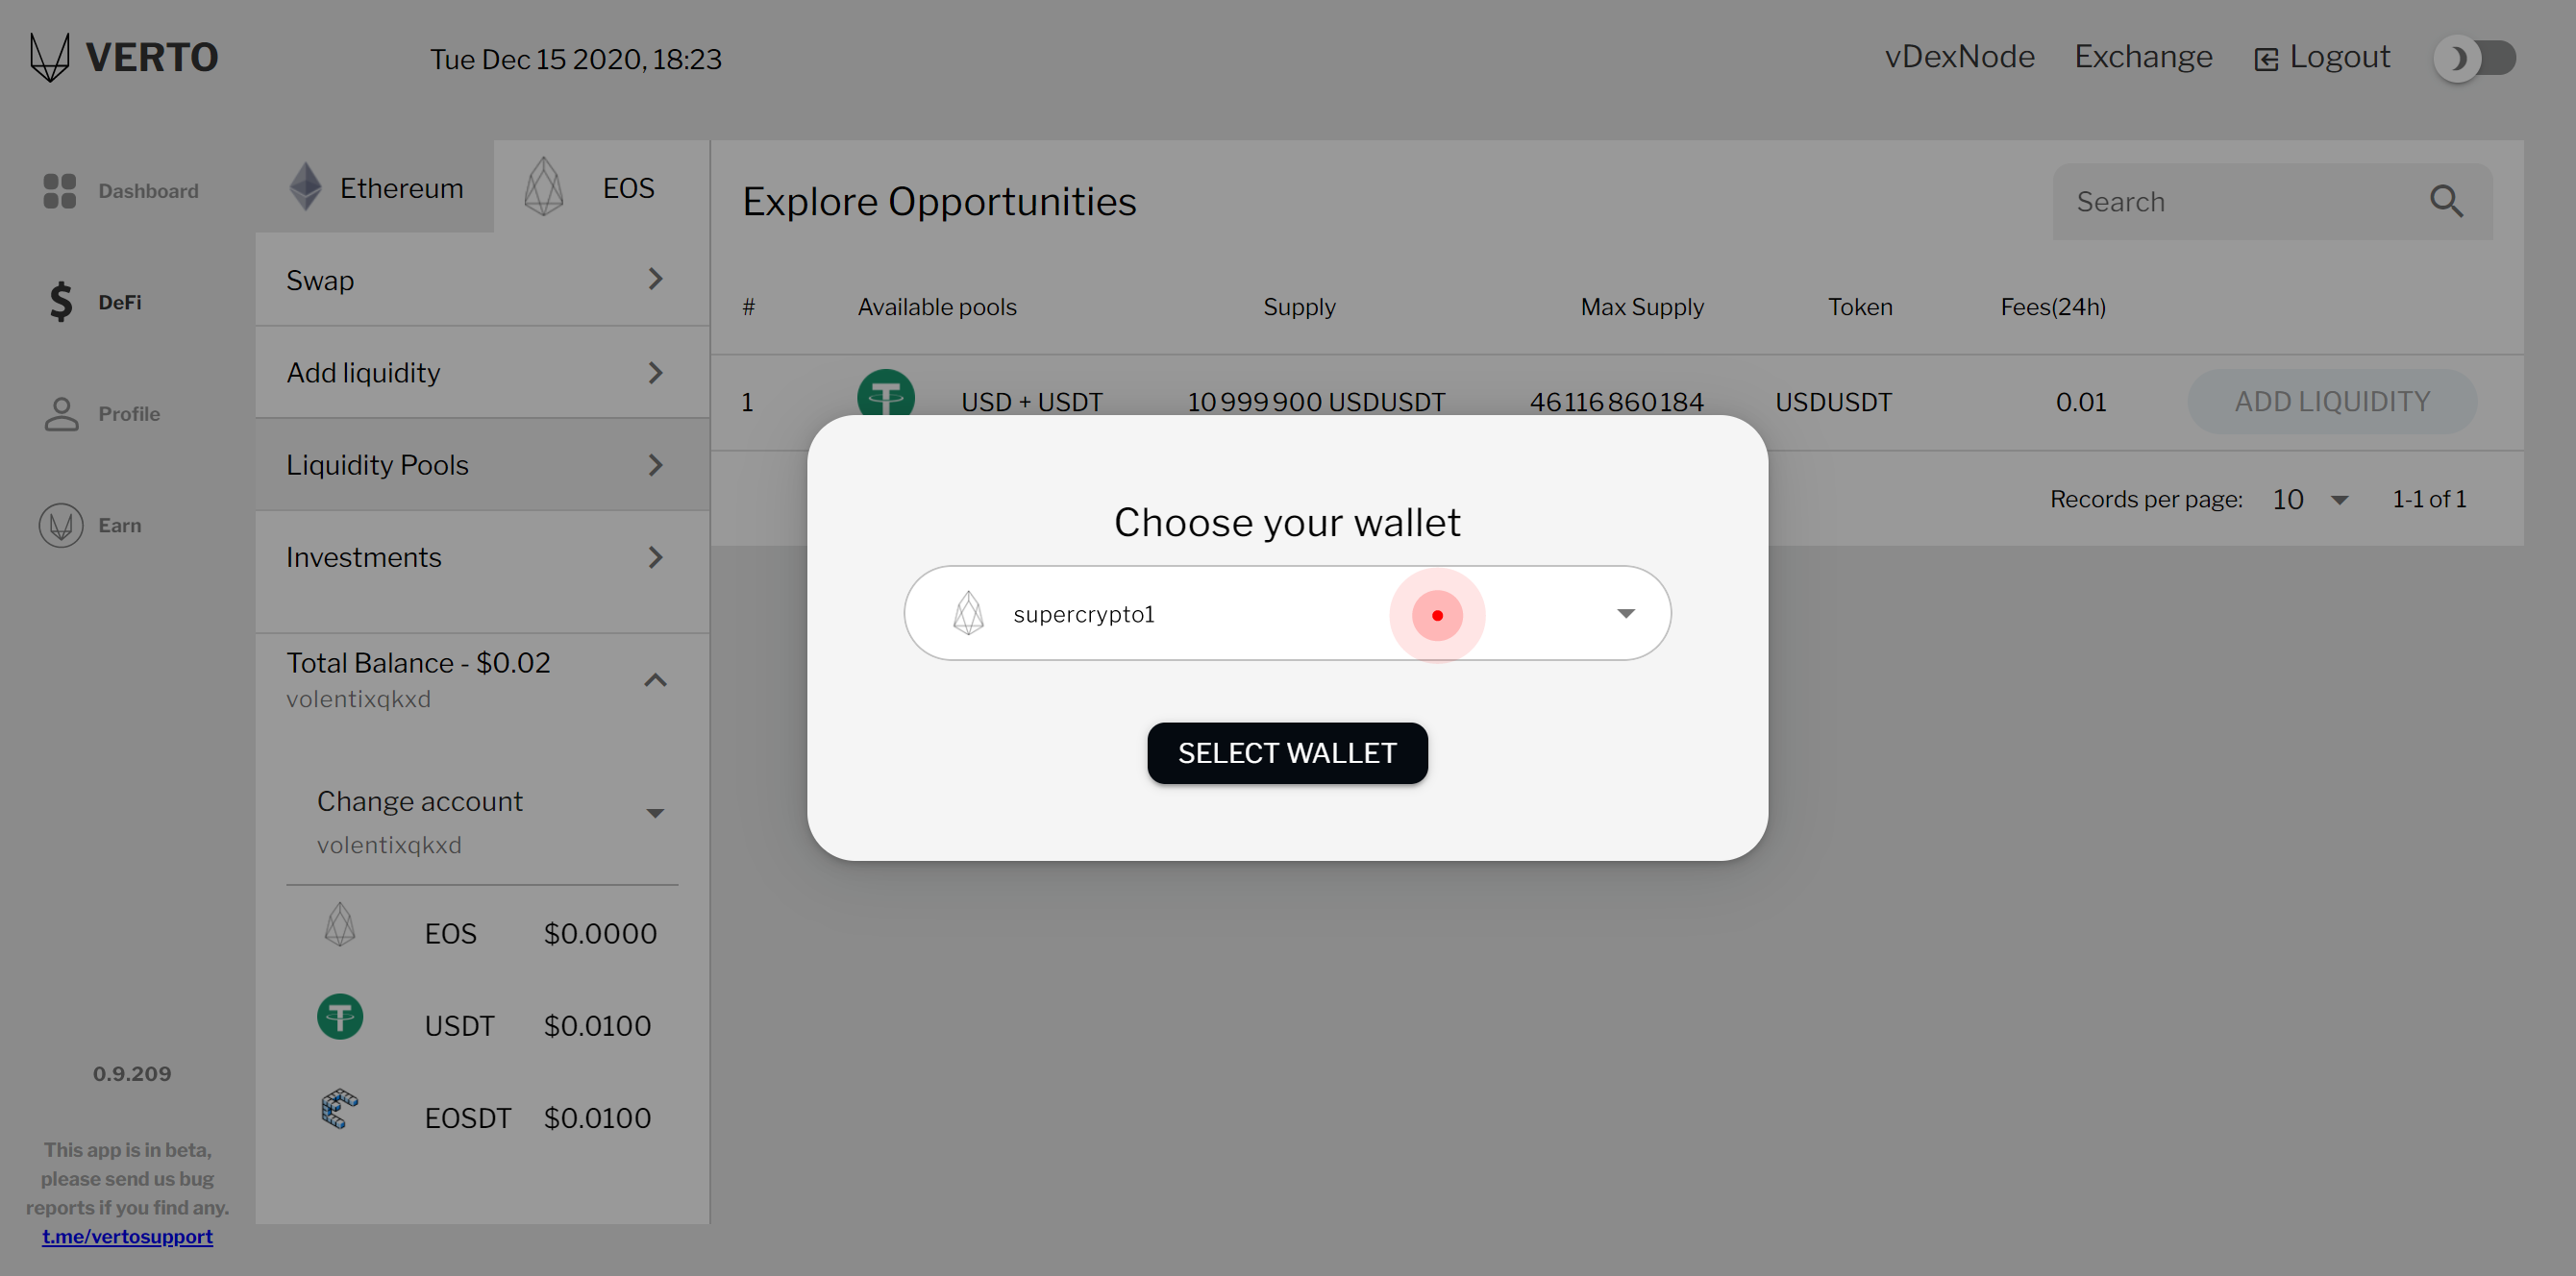 VERTO
Tue Dec 15 2020, 18:23
vDexNode
Exchange
Logout
Dashboard
DeFi
Profile
Earn
0.9.209
This app is in beta,
please send us bug
reports if you find any.
t.me/vertosupport
Ethereum
EOS
Swap
Add liquidity
Liquidity Pools
Investments
Total Balance - $0.02
volentixqkxd
Change account
volentixqkxd
EOS $0.0000
USDT $0.0100
EOSDT $0.0100
Explore Opportunities
Search
# Available pools Supply Max Supply Token Fees(24h)
1 USD + USDT 10 999 900 USDUSDT 46 116 860 184 USDUSDT 0.01 ADD LIQUIDITY
Records per page: 10 1-1 of 1
Choose your wallet
supercrypto1
SELECT WALLET